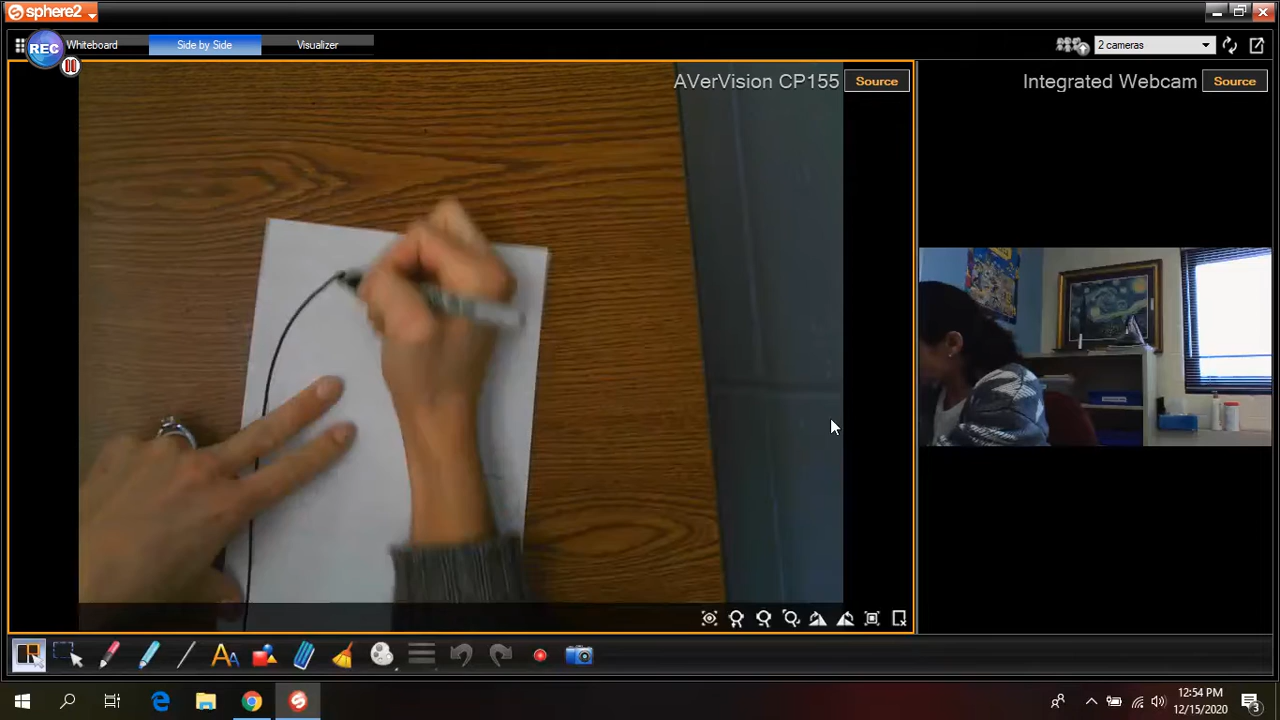 sphere2
REC
Whiteboard
Side by Side
Visualizer
2 cameras
AVerVision CP155
Source
Integrated Webcam
Source
12:54 PM
12/15/2020
3